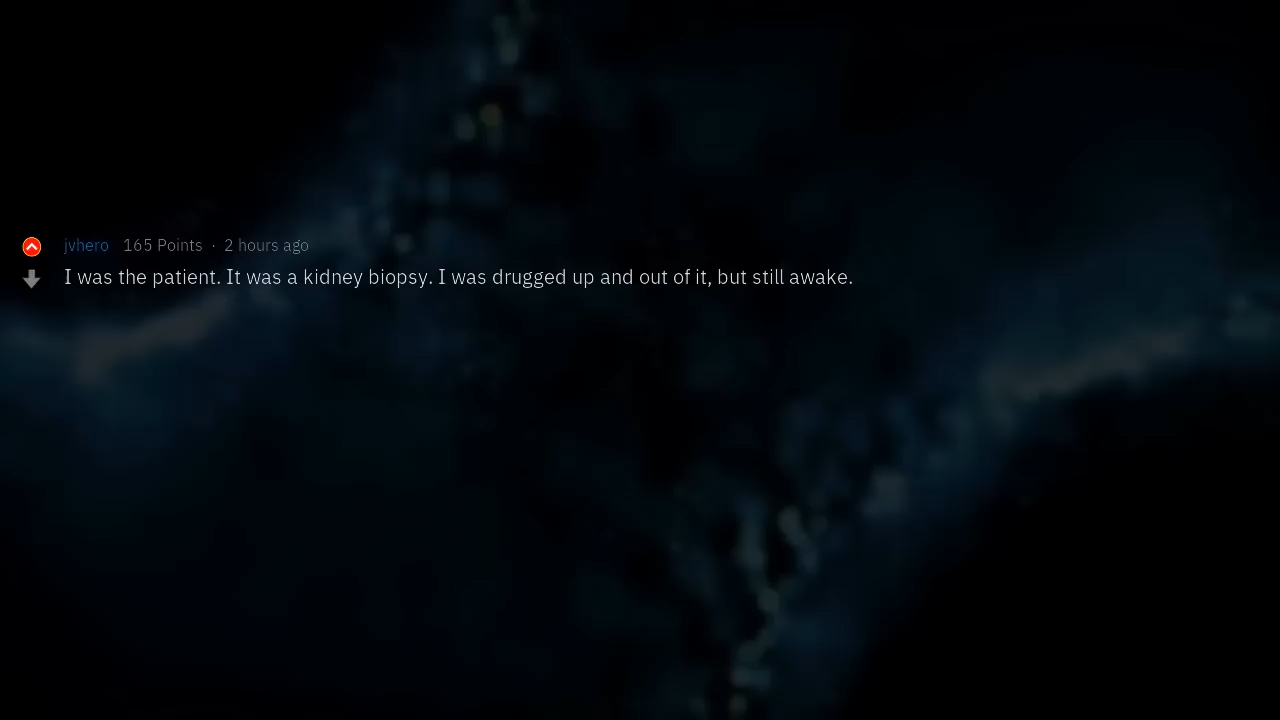 jvhero 165 Points · 2 hours ago
I was the patient. It was a kidney biopsy. I was drugged up and out of it, but still awake.